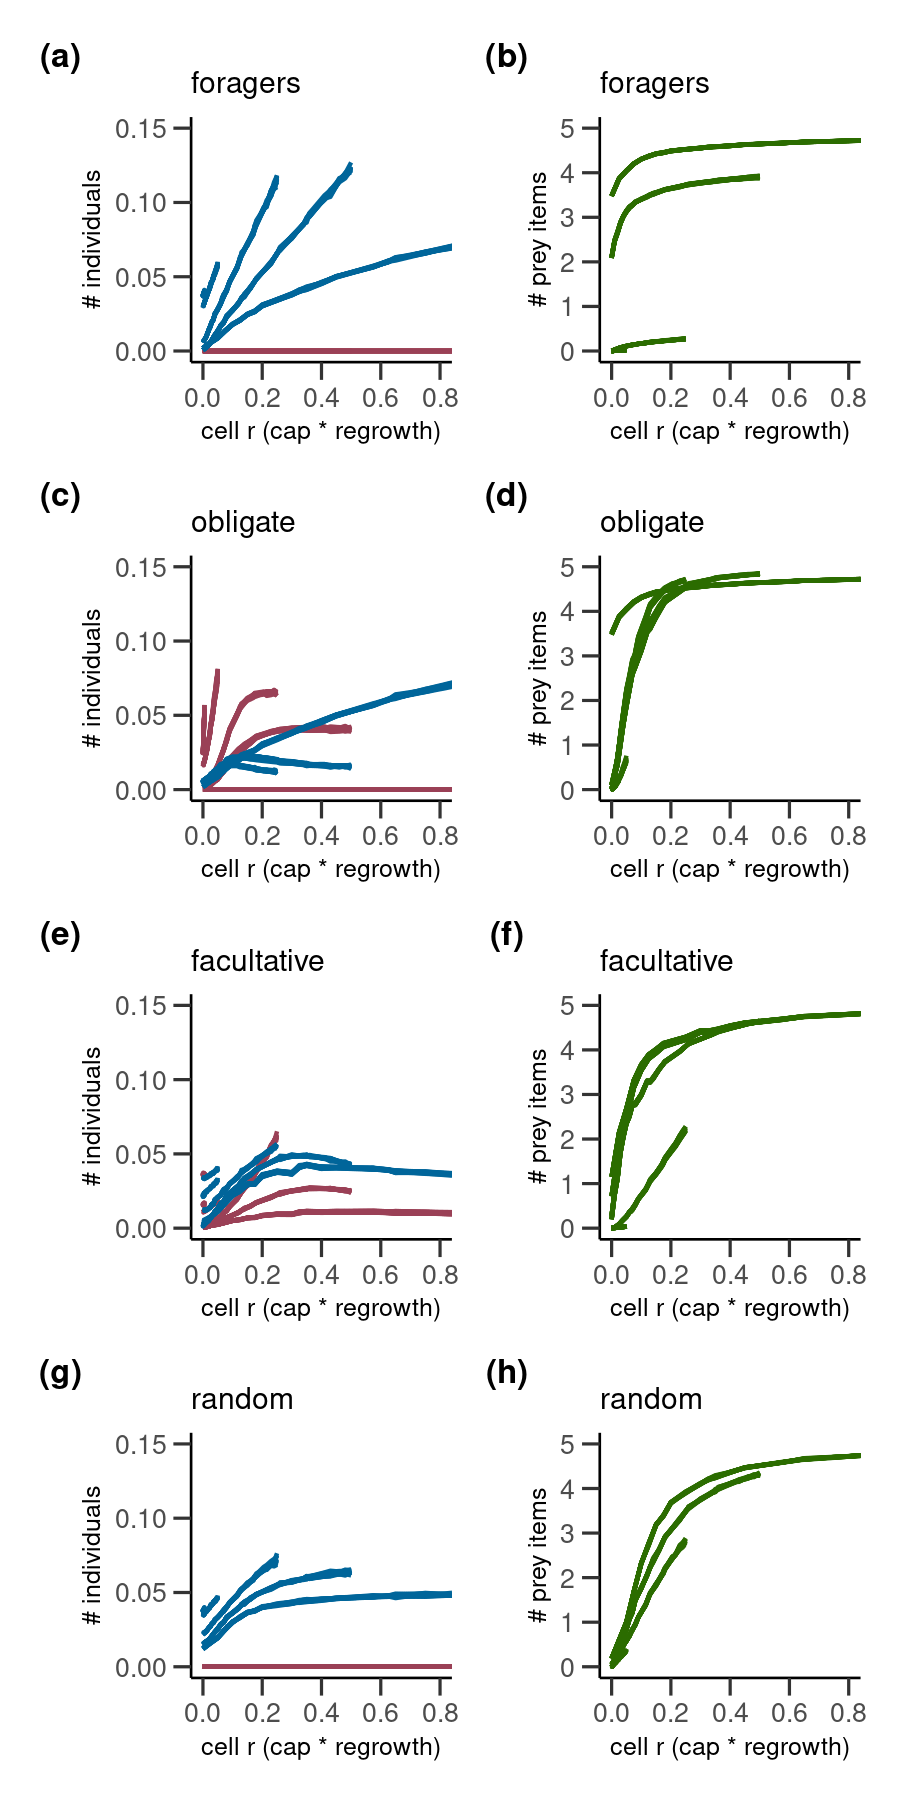 (a)
foragers
0.15
0.10
0.05
0.00
# individuals
0.0 0.2 0.4 0.6 0.8
cell r (cap * regrowth)
(b)
foragers
5
4
3
2
1
0
# prey items
0.0 0.2 0.4 0.6 0.8
cell r (cap * regrowth)
(c)
obligate
0.15
0.10
0.05
0.00
# individuals
0.0 0.2 0.4 0.6 0.8
cell r (cap * regrowth)
(d)
obligate
5
4
3
2
1
0
# prey items
0.0 0.2 0.4 0.6 0.8
cell r (cap * regrowth)
(e)
facultative
0.15
0.10
0.05
0.00
# individuals
0.0 0.2 0.4 0.6 0.8
cell r (cap * regrowth)
(f)
facultative
5
4
3
2
1
0
# prey items
0.0 0.2 0.4 0.6 0.8
cell r (cap * regrowth)
(g)
random
0.15
0.10
0.05
0.00
# individuals
0.0 0.2 0.4 0.6 0.8
cell r (cap * regrowth)
(h)
random
5
4
3
2
1
0
# prey items
0.0 0.2 0.4 0.6 0.8
cell r (cap * regrowth)